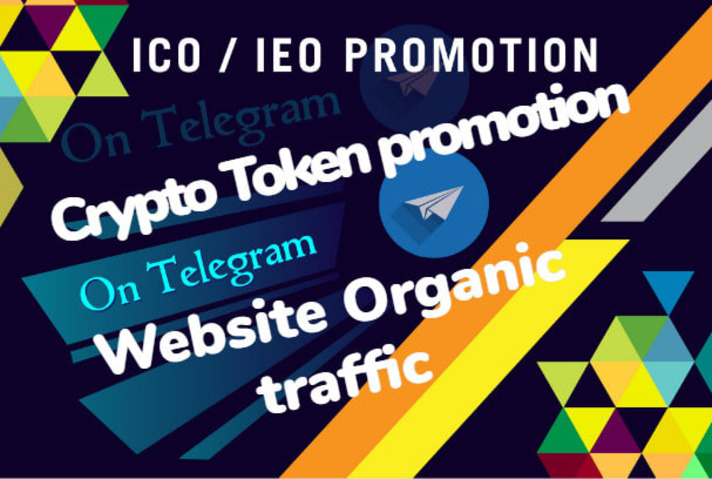 ICO / IEO PROMOTION
On Telegram
Crypto Token promotion
On Telegram
Website Organic
traffic